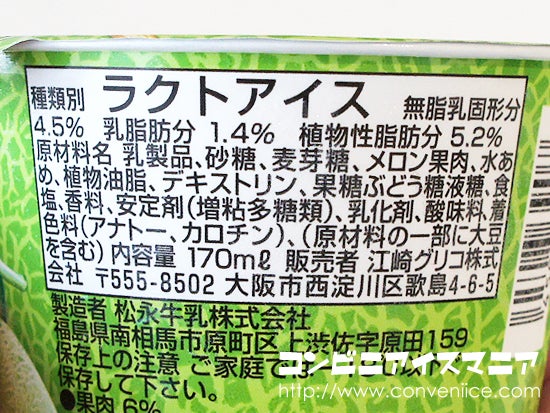 種類別 ラクトアイス 無脂乳固形分
4.5% 乳脂肪分 1.4% 植物性脂肪分 5.2%
原材料名 乳製品、砂糖、麦芽糖、メロン果肉、水あ
め、植物油脂、デキストリン、果糖ぶどう糖液糖、食
塩、香料、安定剤(増粘多糖類)、乳化剤、酸味料、着
色料(アナトー、カロチン)、(原材料の一部に大豆
を含む) 内容量 170mℓ 販売者 江崎グリコ株式
会社 〒555-8502 大阪市西淀川区歌島4-6-5
製造者 松永牛乳株式会社
福島県南相馬市原町区上渋佐字原田159
保存上の注意 ご家庭で
保存して下さい。
●果肉 6%
コンビニアイスマニア
http://www.convenice.com